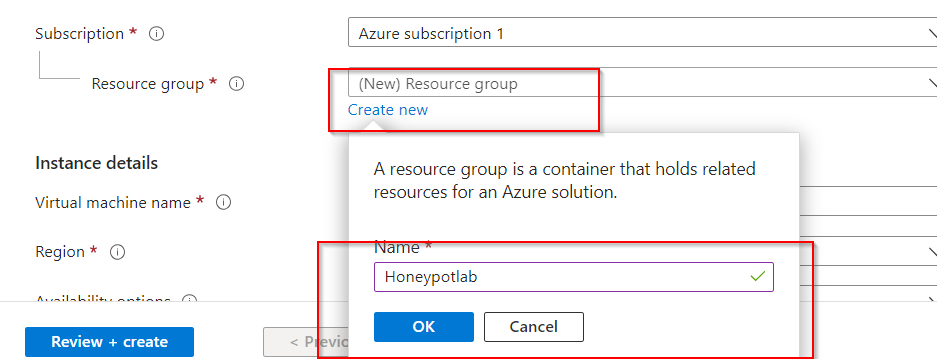 Subscription *
Azure subscription 1
Resource group *
(New) Resource group
Create new
A resource group is a container that holds related
resources for an Azure solution.
Instance details
Virtual machine name *
Region *
Name *
Honeypotlab
Availability options
OK
Cancel
Review + create
< Previo